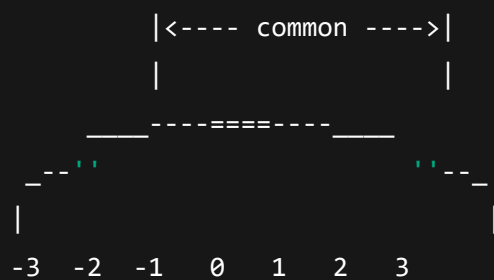 |<---- common ---->|
         |                  |
     ____----====----____
 _--''                    ''--_
|                              |
-3  -2  -1   0   1   2   3